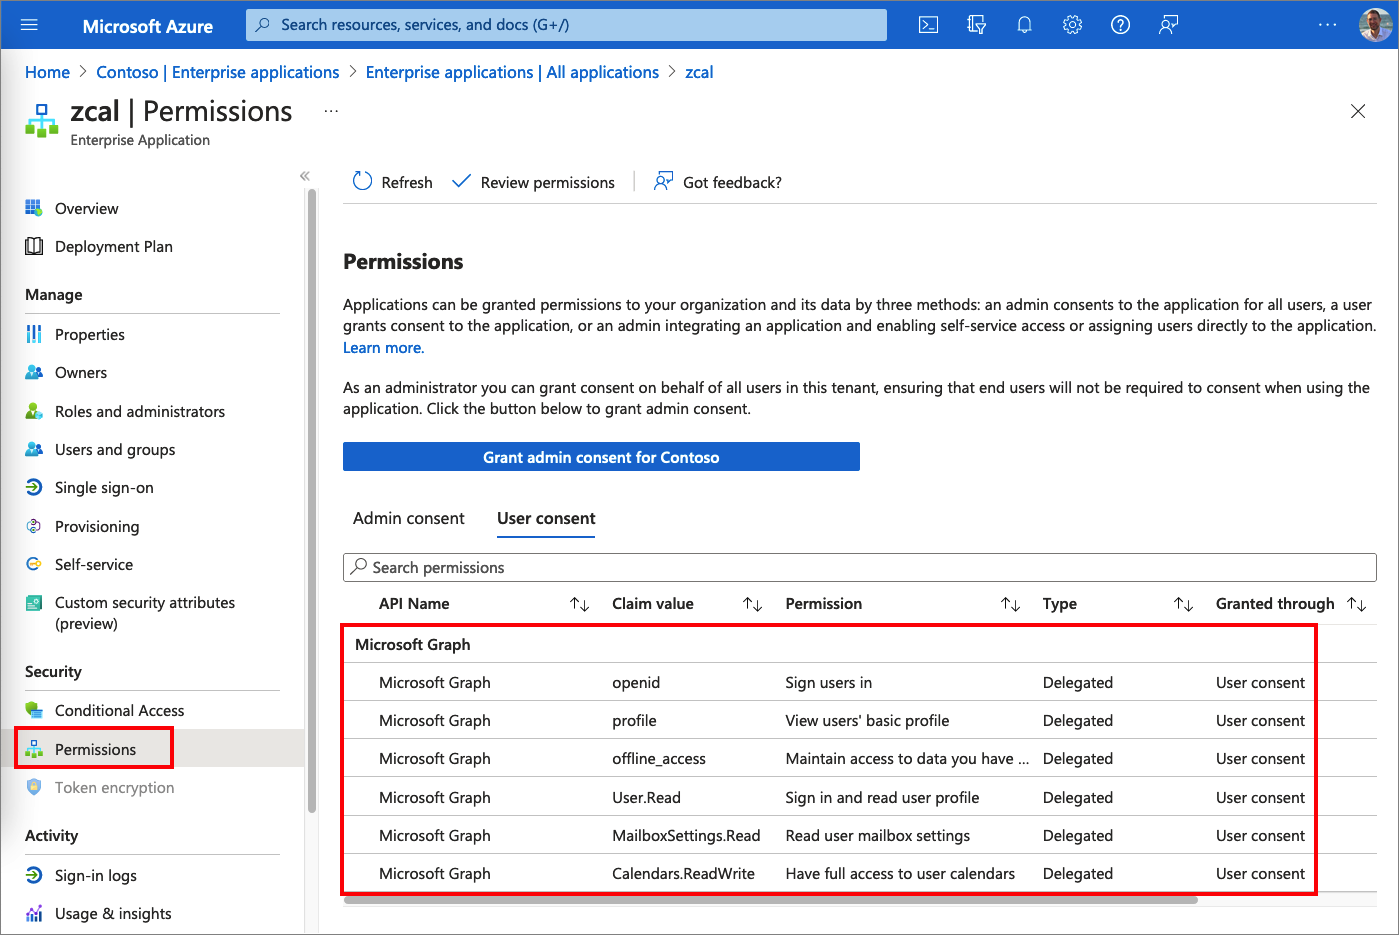 Microsoft Azure
Search resources, services, and docs (G+/)
Home > Contoso | Enterprise applications > Enterprise applications | All applications > zcal
zcal | Permissions ...
Enterprise Application
Overview
Deployment Plan
Manage
Properties
Owners
Roles and administrators
Users and groups
Single sign-on
Provisioning
Self-service
Custom security attributes
(preview)
Security
Conditional Access
Permissions
Token encryption
Activity
Sign-in logs
Usage & insights
Refresh Review permissions Got feedback?
Permissions
Applications can be granted permissions to your organization and its data by three methods: an admin consents to the application for all users, a user
grants consent to the application, or an admin integrating an application and enabling self-service access or assigning users directly to the application.
Learn more.
As an administrator you can grant consent on behalf of all users in this tenant, ensuring that end users will not be required to consent when using the
application. Click the button below to grant admin consent.
Grant admin consent for Contoso
Admin consent User consent
Search permissions
API Name Claim value Permission Type Granted through
Microsoft Graph
Microsoft Graph openid Sign users in Delegated User consent
Microsoft Graph profile View users' basic profile Delegated User consent
Microsoft Graph offline_access Maintain access to data you have ... Delegated User consent
Microsoft Graph User.Read Sign in and read user profile Delegated User consent
Microsoft Graph MailboxSettings.Read Read user mailbox settings Delegated User consent
Microsoft Graph Calendars.ReadWrite Have full access to user calendars Delegated User consent